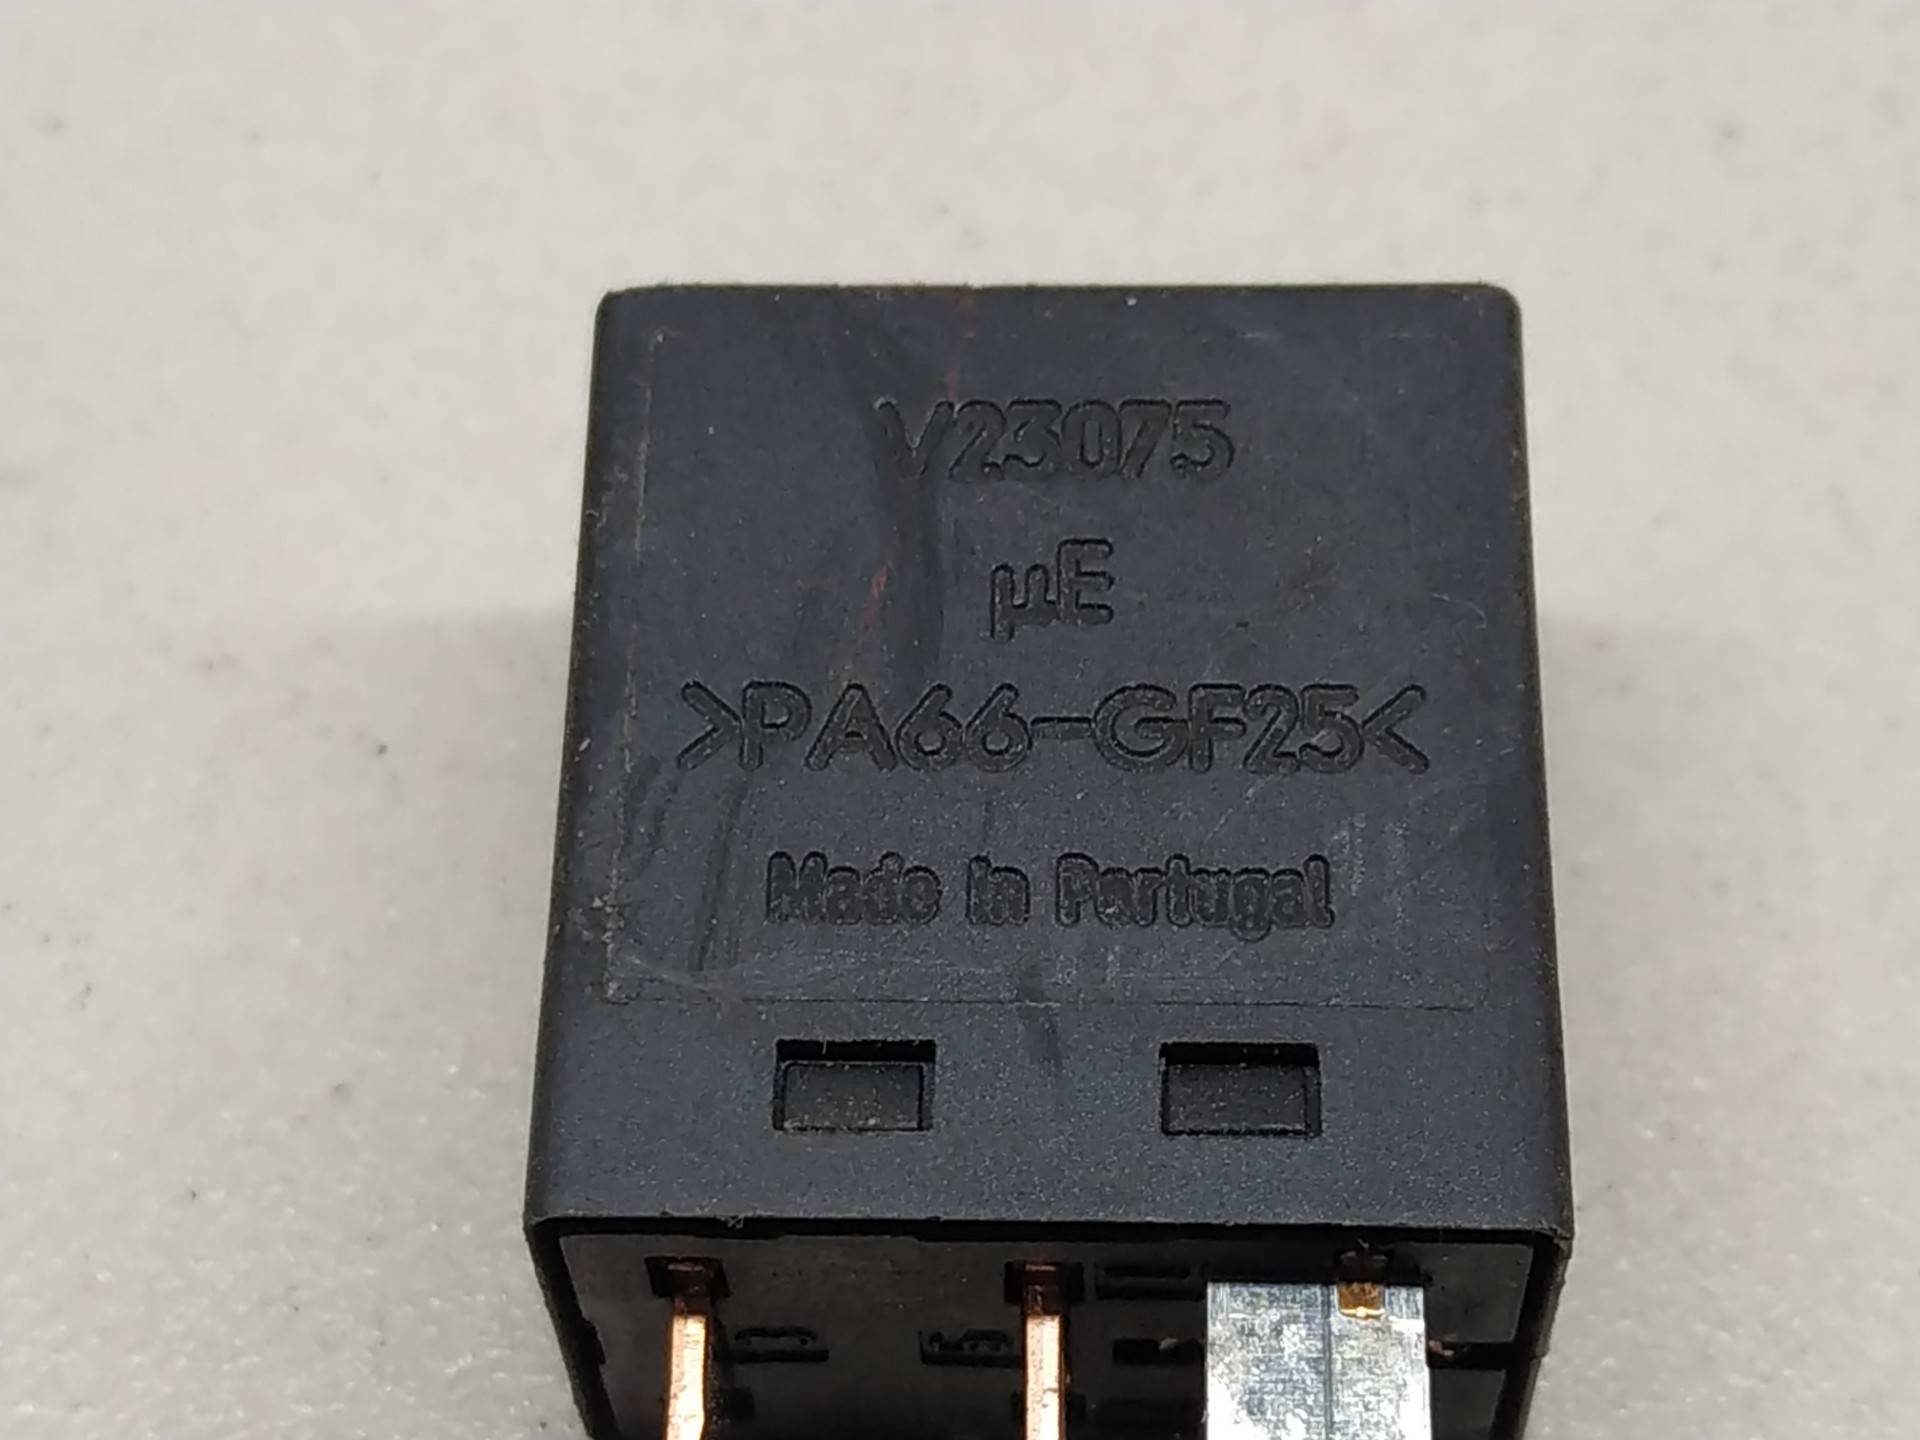 V23075
µE
>PA66-GF25<
Made in Portugal